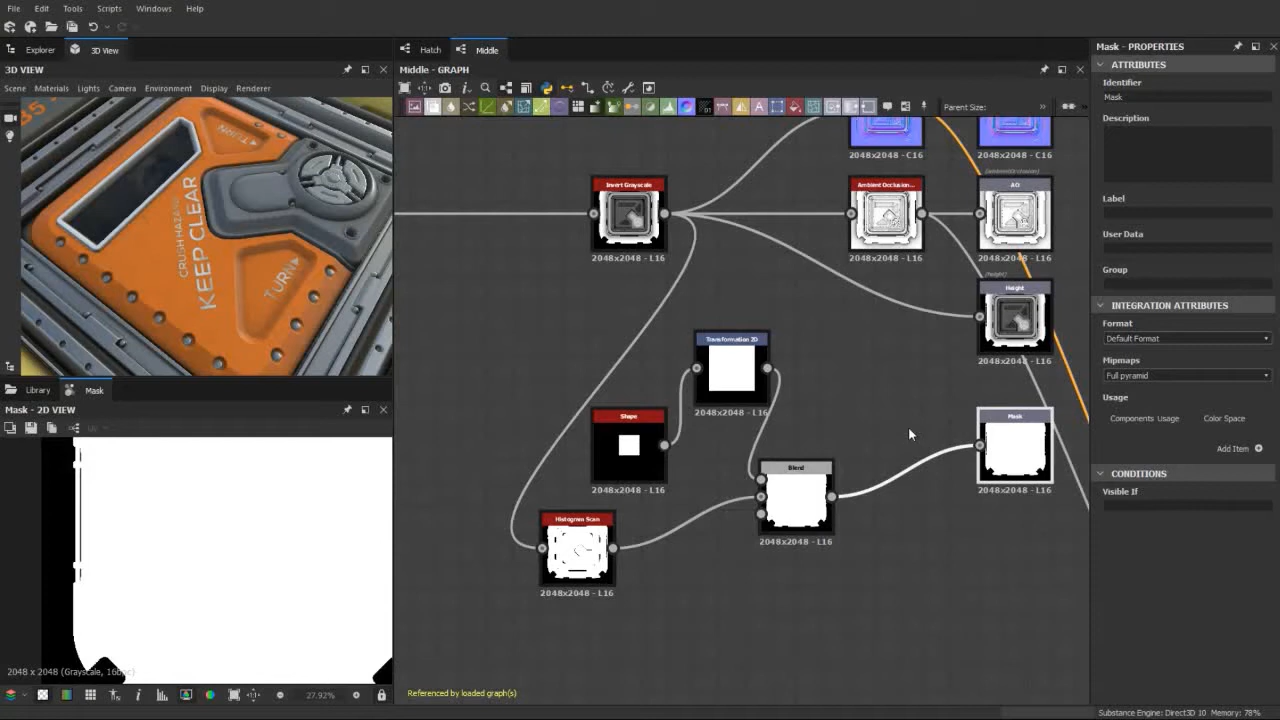 File Edit Tools Scripts Windows Help
Explorer 3D View
3D VIEW
Scene Materials Lights Camera Environment Display Renderer
TURN
CRUSH HAZARD
KEEP CLEAR
TURN
Library Mask
Mask - 2D VIEW
2048 x 2048 (Grayscale, 16bpc)
27.92%
Hatch Middle
Middle - GRAPH
Parent Size:
2048x2048 - C16
2048x2048 - C16
Invert Grayscale
2048x2048 - L16
Ambient Occlusion...
2048x2048 - L16
AO
2048x2048 - L16
Height
2048x2048 - L16
Transformation 2D
2048x2048 - L16
Shape
2048x2048 - L16
Mask
2048x2048 - L16
Blend
2048x2048 - L16
Histogram Scan
2048x2048 - L16
Referenced by loaded graph(s)
Mask - PROPERTIES
ATTRIBUTES
Identifier
Mask
Description
Label
User Data
Group
INTEGRATION ATTRIBUTES
Format
Default Format
Mipmaps
Full pyramid
Usage
Components Usage Color Space
Add Item
CONDITIONS
Visible If
Substance Engine: Direct3D 10 Memory: 78%